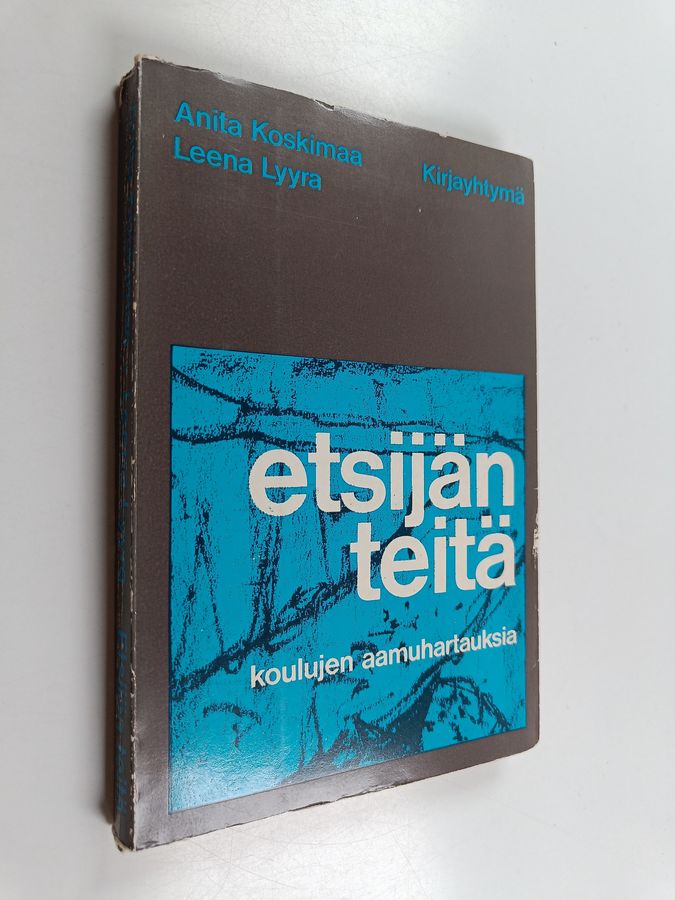 Anita Koskimaa
Leena Lyyra
Kirjayhtymä
etsijän
teitä
koulujen aamuhartauksia